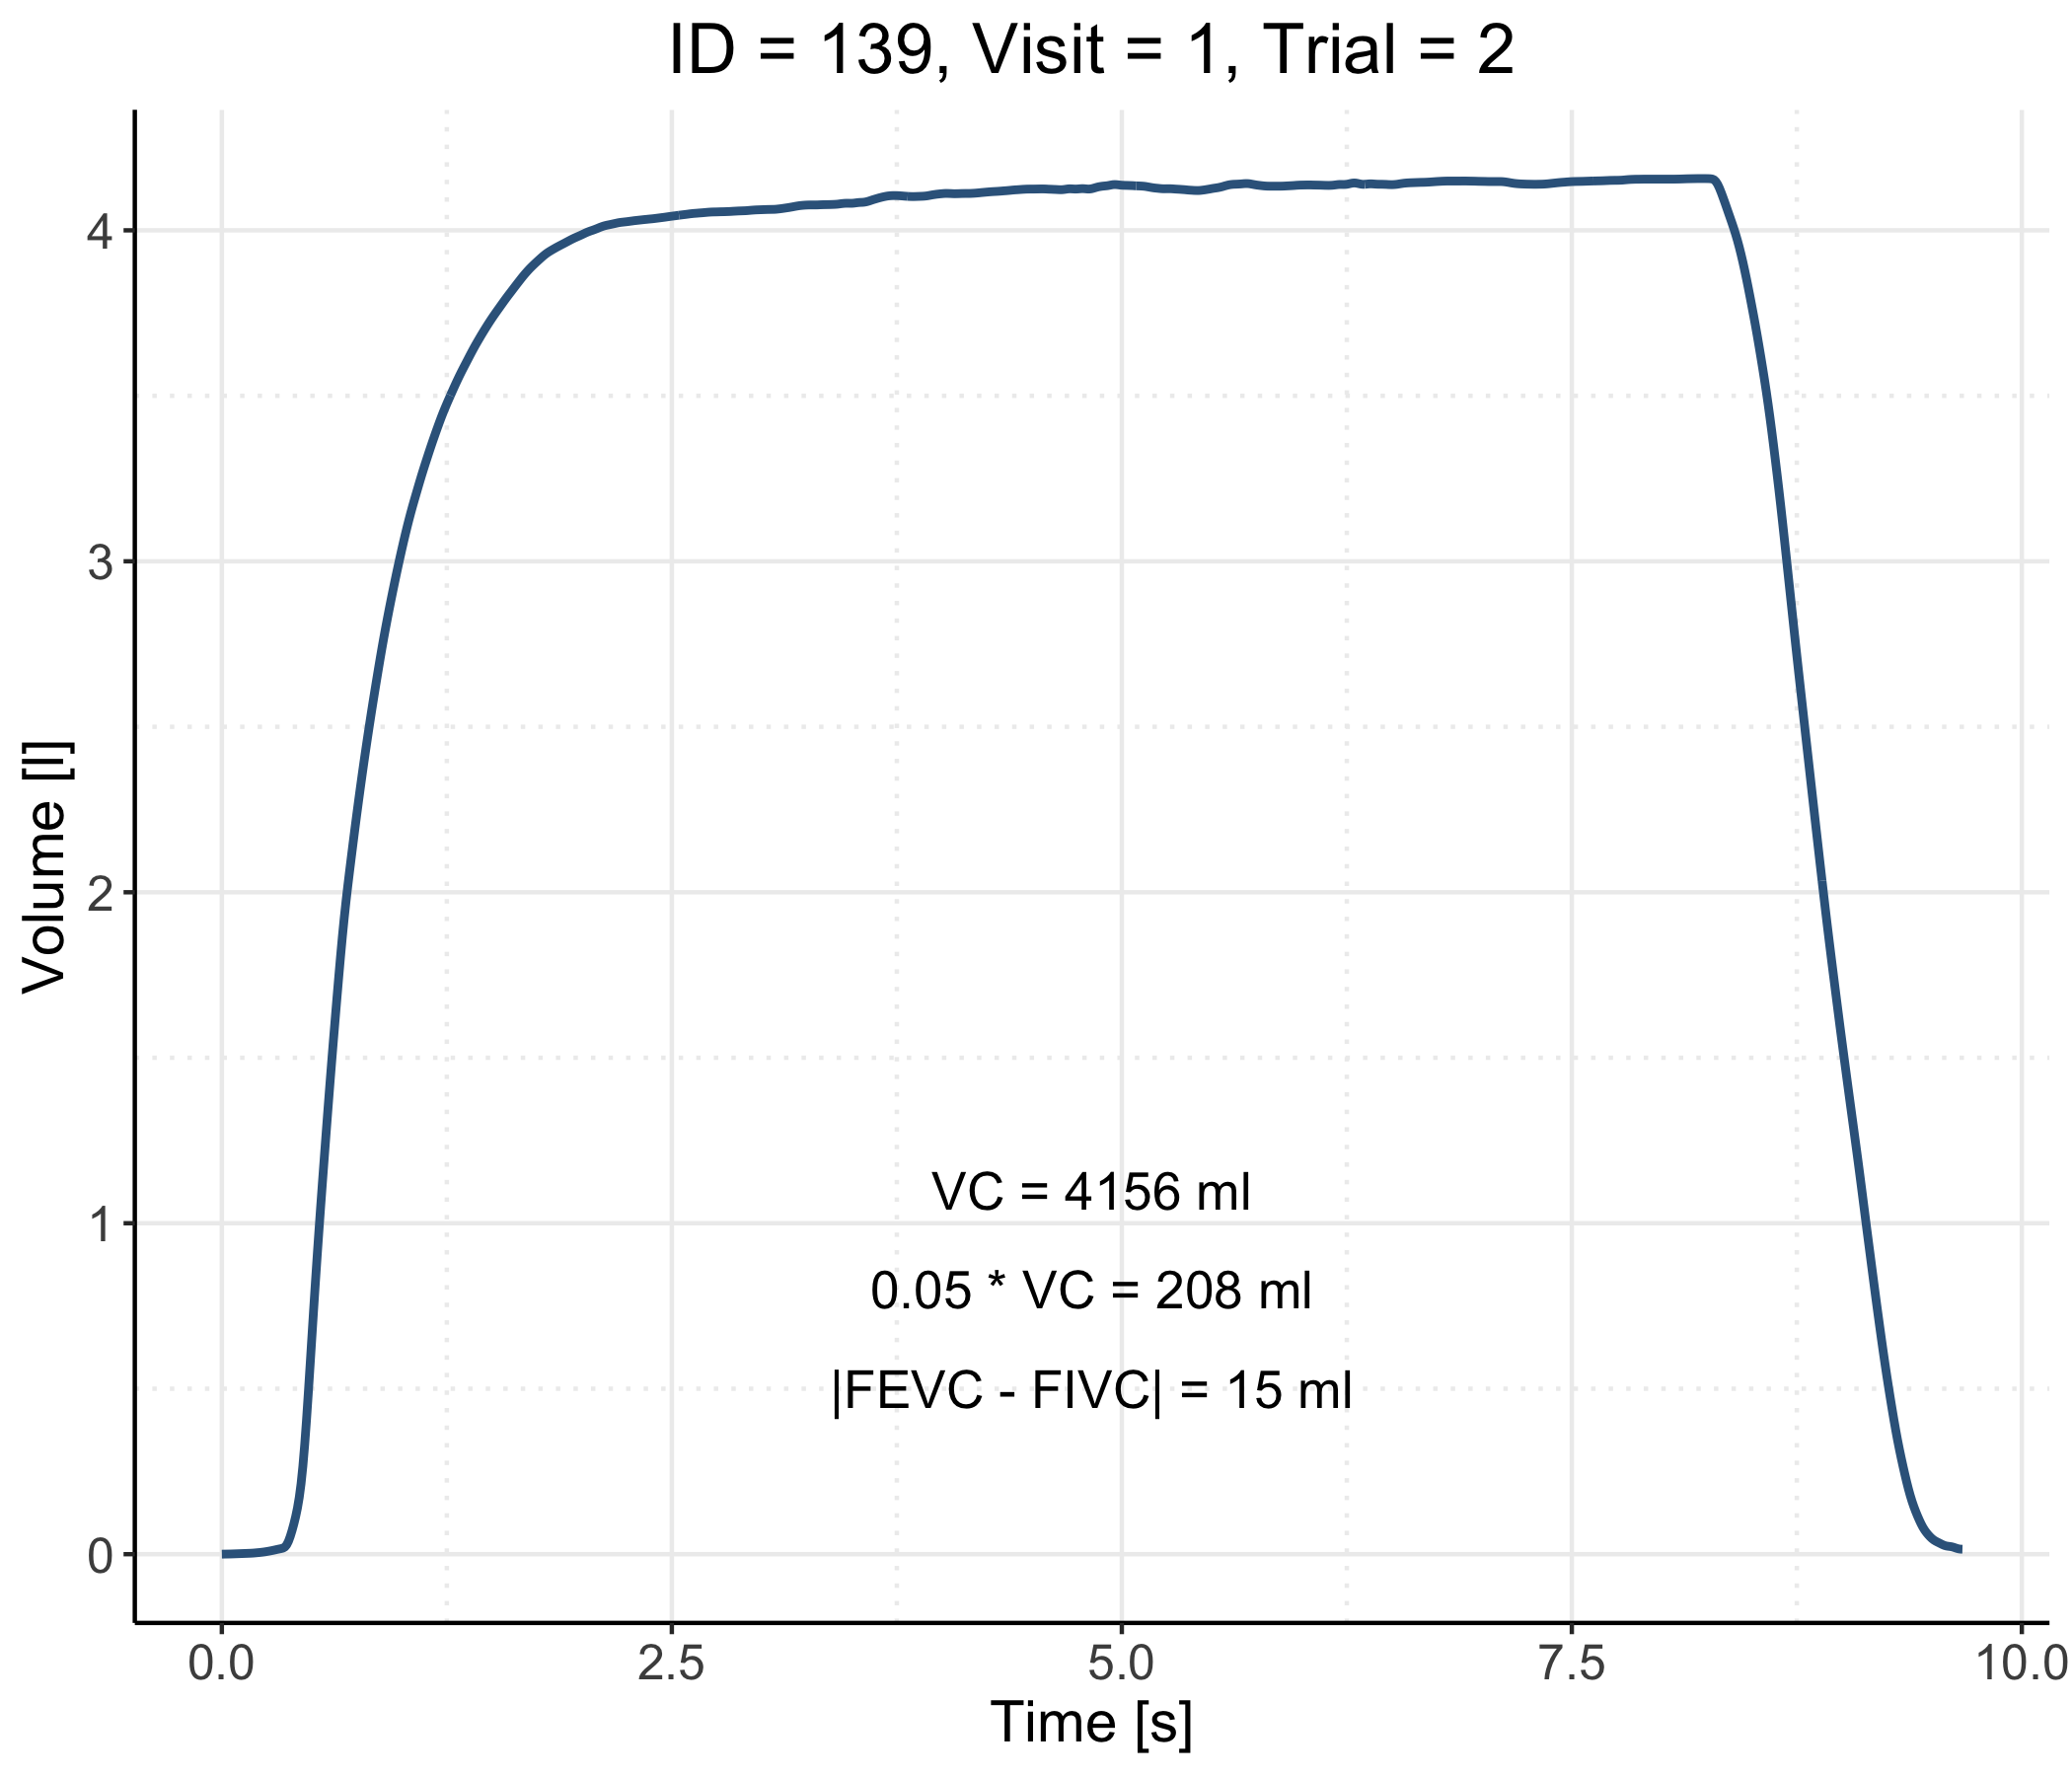 ID = 139, Visit = 1, Trial = 2
4
3
2
1
0
Volume [l]
VC = 4156 ml
0.05 * VC = 208 ml
|FEVC - FIVC| = 15 ml
0.0 2.5 5.0 7.5 10.0
Time [s]